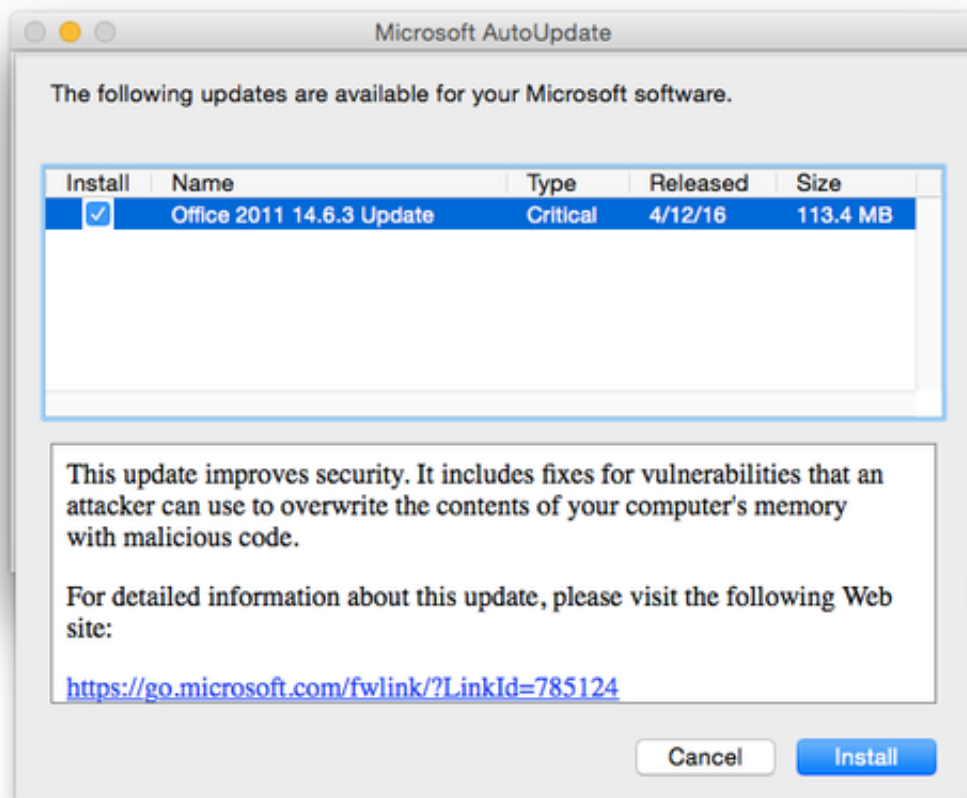 Microsoft AutoUpdate
The following updates are available for your Microsoft software.
Install Name Type Released Size
Office 2011 14.6.3 Update Critical 4/12/16 113.4 MB
This update improves security. It includes fixes for vulnerabilities that an
attacker can use to overwrite the contents of your computer's memory
with malicious code.
For detailed information about this update, please visit the following Web
site:
https://go.microsoft.com/fwlink/?LinkId=785124
Cancel Install